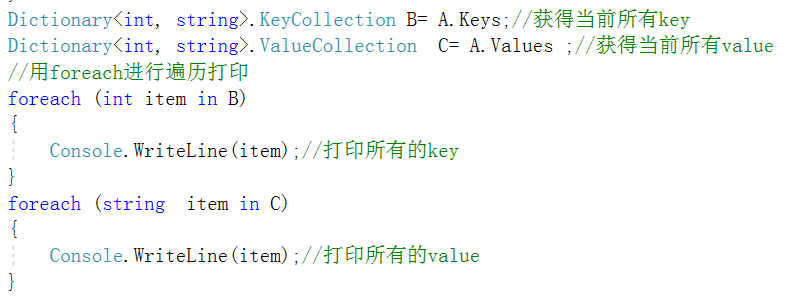 Dictionary<int, string>.KeyCollection B= A.Keys;//获得当前所有key
Dictionary<int, string>.ValueCollection  C= A.Values ;//获得当前所有value
//用foreach进行遍历打印
foreach (int item in B)
{
    Console.WriteLine(item);//打印所有的key
}
foreach (string  item in C)
{
    Console.WriteLine(item);//打印所有的value
}